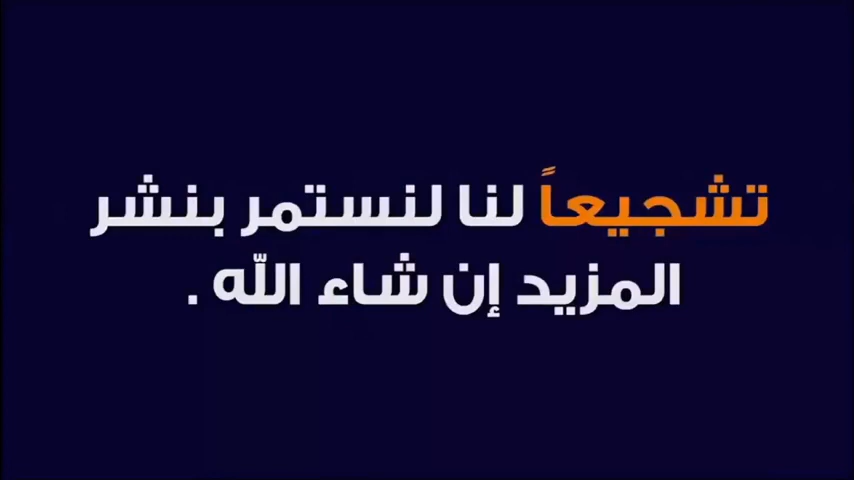 تشجيعاً لنا لنستمر بنشر
المزيد إن شاء الله .